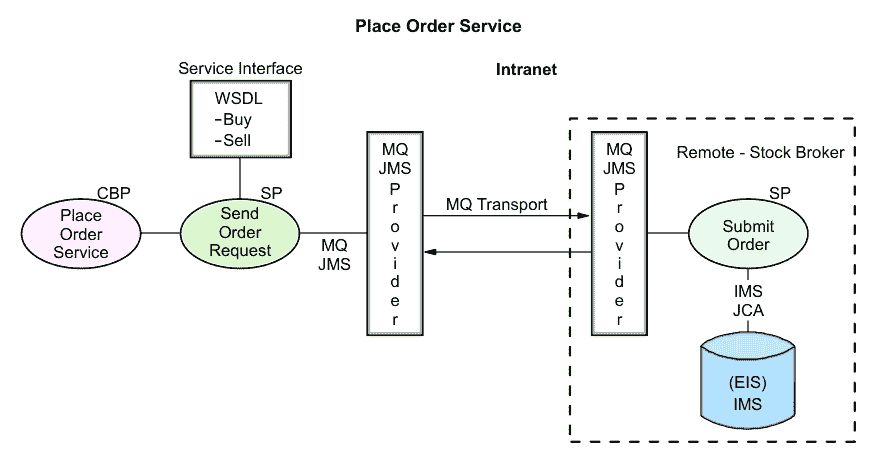 Place Order Service
Service Interface
Intranet
WSDL
-Buy
-Sell
CBP
Place
Order
Service
SP
Send
Order
Request
MQ
JMS
MQ
JMS
P
r
o
v
i
d
e
r
MQ Transport
MQ
JMS
P
r
o
v
i
d
e
r
Remote - Stock Broker
SP
Submit
Order
IMS
JCA
(EIS)
IMS